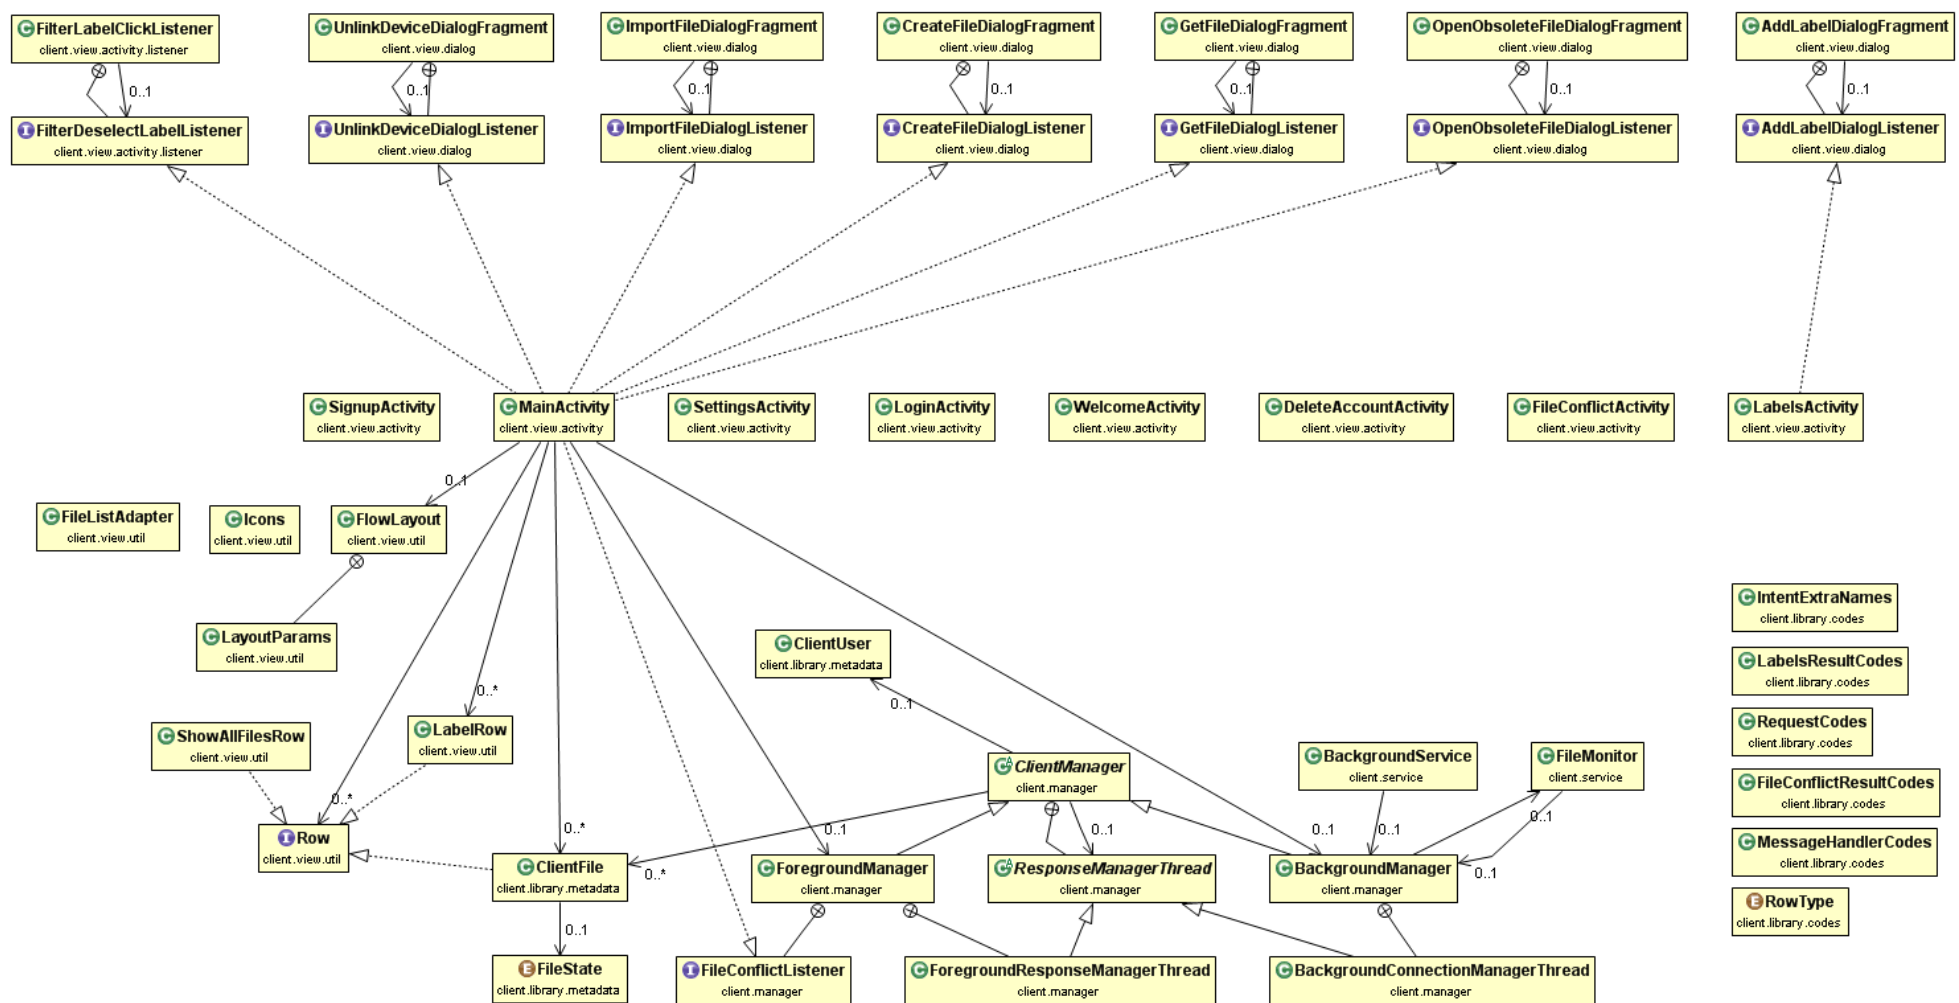 FilterLabelClickListener
client.view.activity.listener
UnlinkDeviceDialogFragment
client.view.dialog
ImportFileDialogFragment
client.view.dialog
CreateFileDialogFragment
client.view.dialog
GetFileDialogFragment
client.view.dialog
OpenObsoleteFileDialogFragment
client.view.dialog
AddLabelDialogFragment
client.view.dialog
0..1
0..1
0..1
0..1
0..1
0..1
0..1
FilterDeselectLabelListener
client.view.activity.listener
UnlinkDeviceDialogListener
client.view.dialog
ImportFileDialogListener
client.view.dialog
CreateFileDialogListener
client.view.dialog
GetFileDialogListener
client.view.dialog
OpenObsoleteFileDialogListener
client.view.dialog
AddLabelDialogListener
client.view.dialog
SignupActivity
client.view.activity
MainActivity
client.view.activity
SettingsActivity
client.view.activity
LoginActivity
client.view.activity
WelcomeActivity
client.view.activity
DeleteAccountActivity
client.view.activity
FileConflictActivity
client.view.activity
LabelsActivity
client.view.activity
0..1
FileListAdapter
client.view.util
Icons
client.view.util
FlowLayout
client.view.util
IntentExtraNames
client.library.codes
LayoutParams
client.view.util
ClientUser
client.library.metadata
LabelsResultCodes
client.library.codes
0..*
0..1
ShowAllFilesRow
client.view.util
LabelRow
client.view.util
RequestCodes
client.library.codes
ClientManager
client.manager
BackgroundService
client.service
FileMonitor
client.service
FileConflictResultCodes
client.library.codes
0..*
0..*
0..1
0..1
0..1
0..1
0..1
Row
client.view.util
ClientFile
client.library.metadata
0..*
ForegroundManager
client.manager
ResponseManagerThread
client.manager
BackgroundManager
client.manager
0..1
MessageHandlerCodes
client.library.codes
RowType
client.library.codes
0..1
FileState
client.library.metadata
FileConflictListener
client.manager
ForegroundResponseManagerThread
client.manager
BackgroundConnectionManagerThread
client.manager